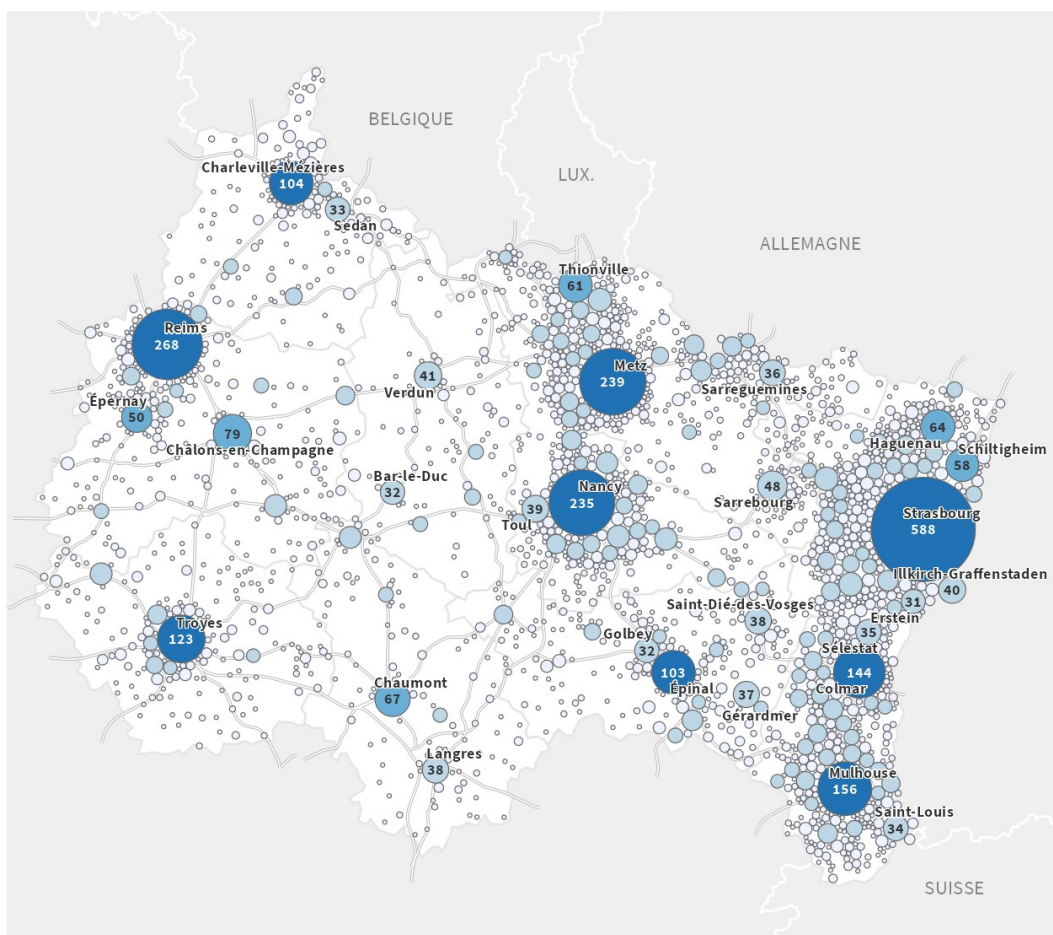 BELGIQUE
Charleville-Mézières
104
LUX.
33
Sedan
ALLEMAGNE
Thionville
61
Reims
268
Metz
239
41
Verdun
36
Sarreguemines
Épernay
50
79
Châlons-en-Champagne
64
Haguenau
Schiltigheim
58
Bar-le-Duc
32
Nancy
235
48
Sarrebourg
39
Toul
Strasbourg
588
Illkirch-Graffenstaden
40
31
Erstein
Saint-Dié-des-Vosges
38
Troyes
123
Golbey
32
35
Sélestat
103
Épinal
144
Colmar
Chaumont
67
37
Gérardmer
Langres
38
Mulhouse
156
Saint-Louis
34
SUISSE